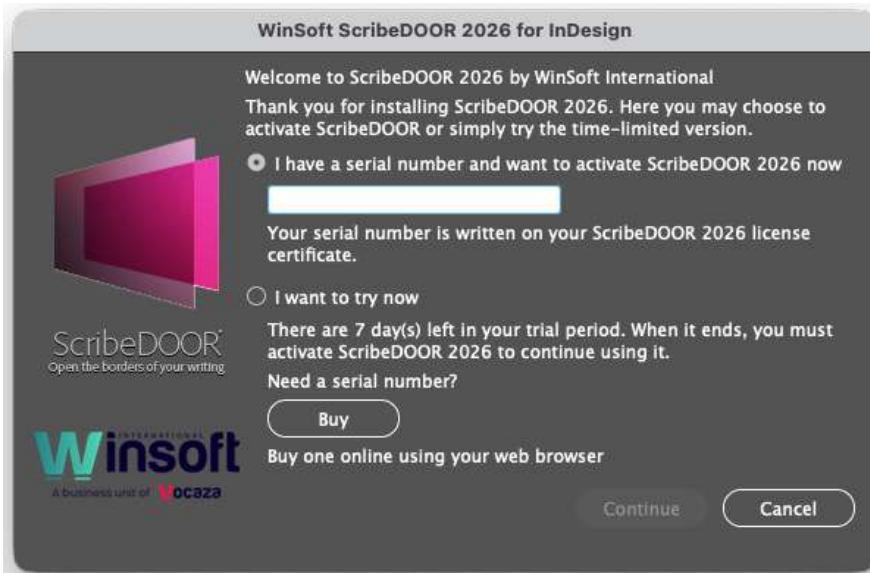 WinSoft ScribeDOOR 2026 for InDesign
Welcome to ScribeDOOR 2026 by WinSoft International
Thank you for installing ScribeDOOR 2026. Here you may choose to
activate ScribeDOOR or simply try the time-limited version.
I have a serial number and want to activate ScribeDOOR 2026 now
Your serial number is written on your ScribeDOOR 2026 license
certificate.
I want to try now
There are 7 day(s) left in your trial period. When it ends, you must
activate ScribeDOOR 2026 to continue using it.
ScribeDOOR®
Open the borders of your writing
Need a serial number?
Buy
Buy one online using your web browser
INTERNATIONAL
Winsoft
A business unit of Vocaza
Continue
Cancel